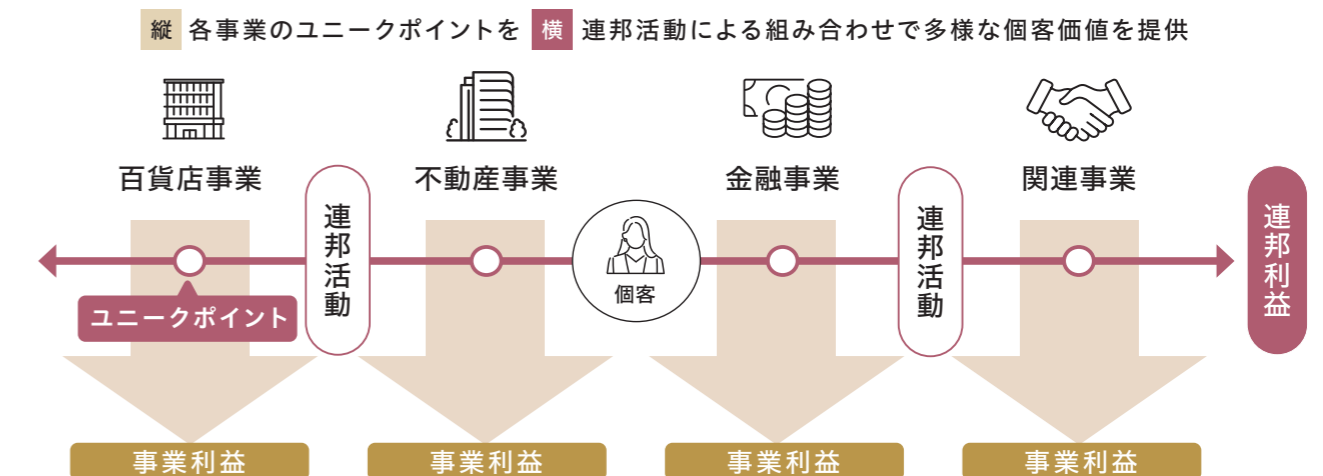 縦 各事業のユニークポイントを 横 連邦活動による組み合わせで多様な個客価値を提供
百貨店事業
不動産事業
金融事業
関連事業
連邦活動
連邦活動
連邦利益
個客
ユニークポイント
事業利益
事業利益
事業利益
事業利益